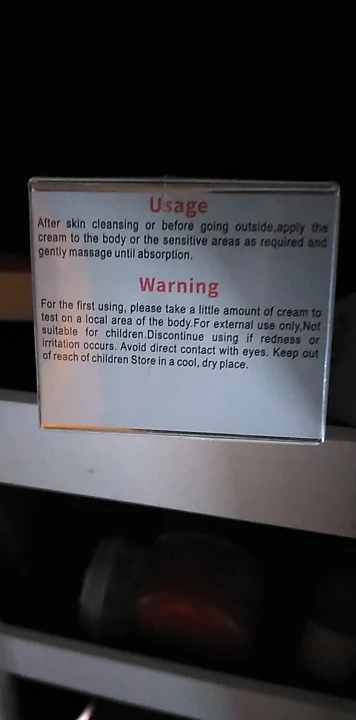 Usage
After skin cleansing or before going outside,apply the
cream to the body or the sensitive areas as required and
gently massage until absorption.
Warning
For the first using, please take a little amount of cream to
test on a local area of the body.For external use only,Not
suitable for children.Discontinue using if redness or
irritation occurs. Avoid direct contact with eyes. Keep out
of reach of children Store in a cool, dry place.